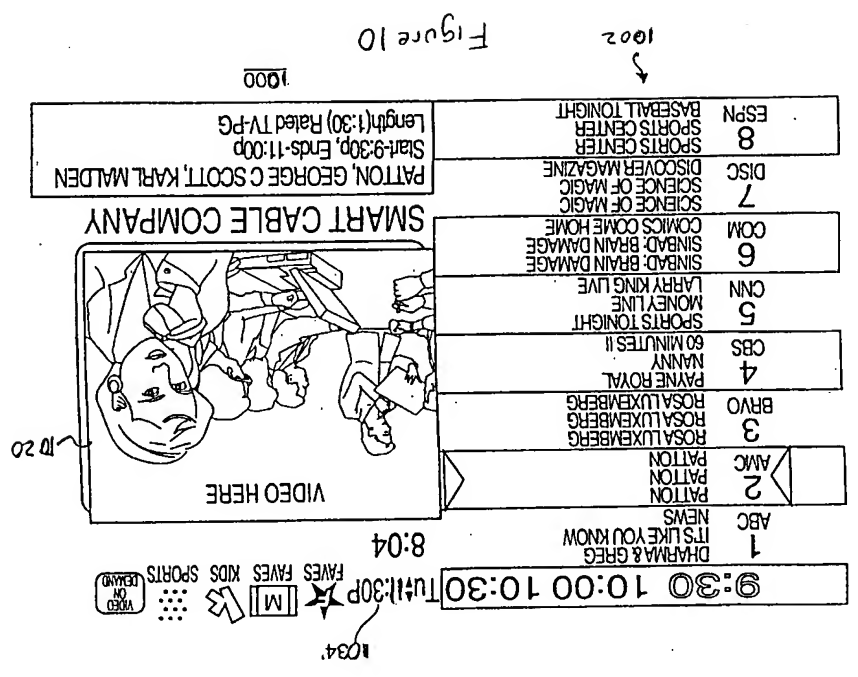 1034'
9:30 10:00 10:30
FAVES
M
FAVES
KIDS
SPORTS
VIDEO
ON
DEMAND
8:04
1 ABC
DHARMA & GREG
IT'S LIKE YOU KNOW
NEWS
2 AMC
PATTON
PATTON
PATTON
3 BRVO
ROSA LUXEMBERG
ROSA LUXEMBERG
ROSA LUXEMBERG
4 CBS
PAYNE ROYAL
NANNY
60 MINUTES II
5 CNN
SPORTS TONIGHT
MONEY LINE
LARRY KING LIVE
6 COM
SINBAD: BRAIN DAMAGE
SINBAD: BRAIN DAMAGE
COMICS COME HOME
7 DISC
SCIENCE OF MAGIC
SCIENCE OF MAGIC
DISCOVER MAGAZINE
8 ESPN
SPORTS CENTER
SPORTS CENTER
BASEBALL TONIGHT
VIDEO HERE
1020
SMART CABLE COMPANY
PATTON, GEORGE C SCOTT, KARL MALDEN
Start-9:30p, Ends-11:00p
Length(1:30) Rated TV-PG
1002
1000
Figure 10